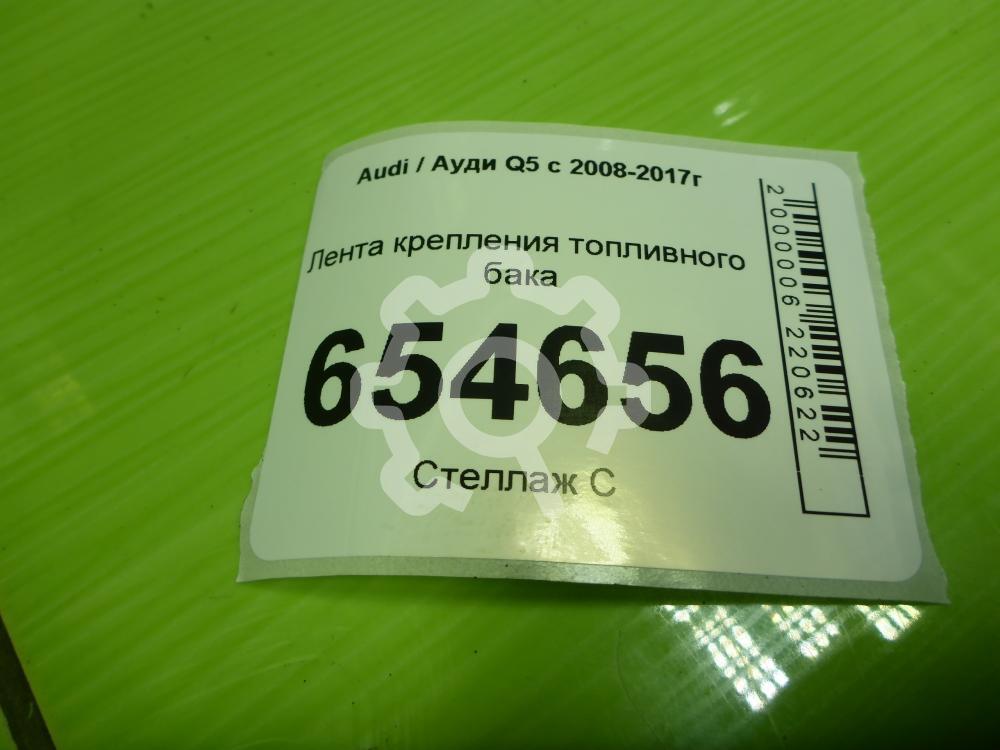 Audi / Ауди Q5 с 2008-2017г
Лента крепления топливного
бака
654656
Стеллаж С
2000006220622